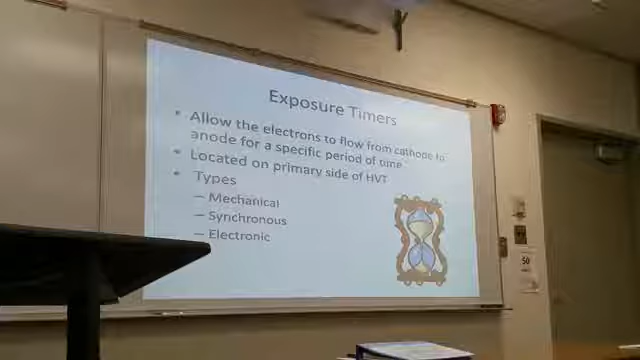 Exposure Timers
• Allow the electrons to flow from cathode to
anode for a specific period of time
• Located on primary side of HVT
• Types
– Mechanical
– Synchronous
– Electronic
50